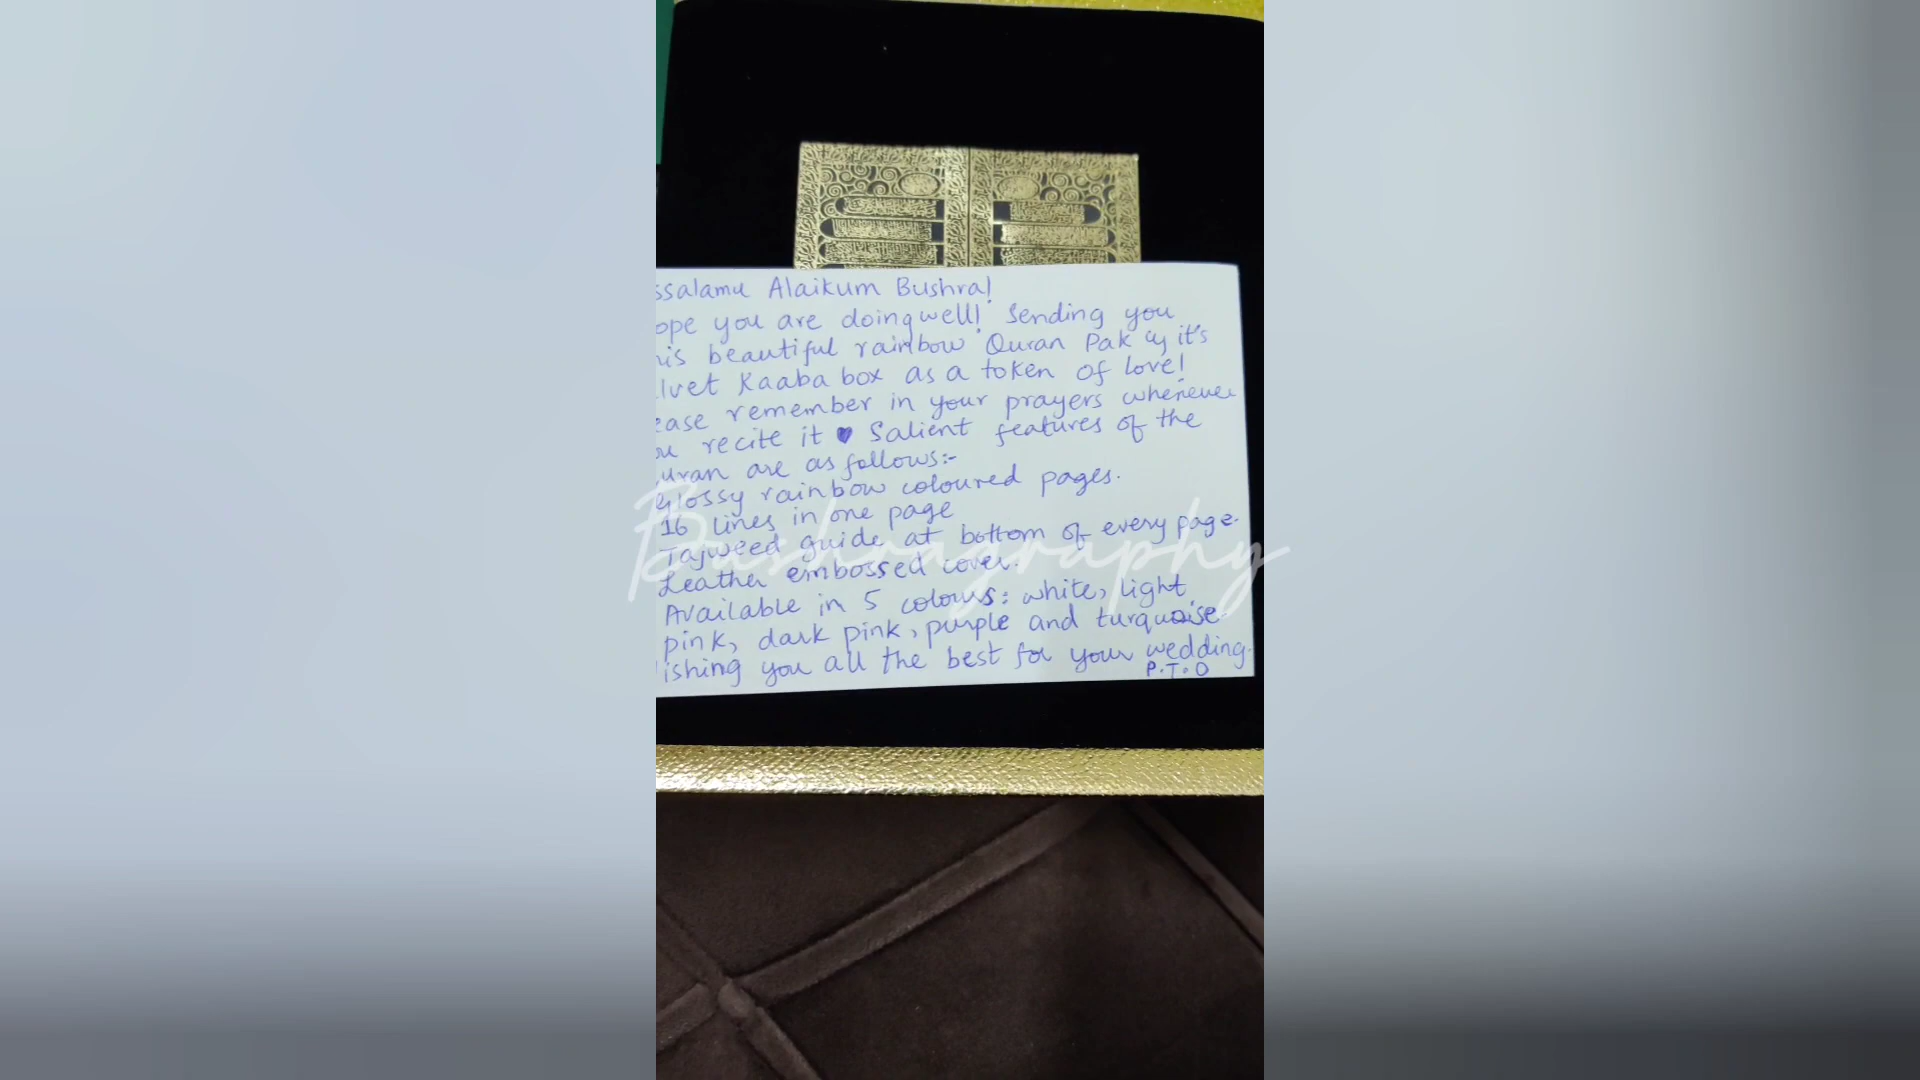 ssalamu Alaikum Bushra!
ope you are doing well! Sending you
his beautiful rainbow Quran Pak in it's
lvet Kaaba box as a token of love!
ease remember in your prayers whenever
ou recite it ♥ Salient features of the
uran are as follows:-
Glossy rainbow coloured pages.
16 lines in one page
Tajweed guide at bottom of every page.
Leather embossed cover.
Available in 5 colours: white, light
pink, dark pink, purple and turquoise.
ishing you all the best for your wedding.
P.T.O
Bushragraphy